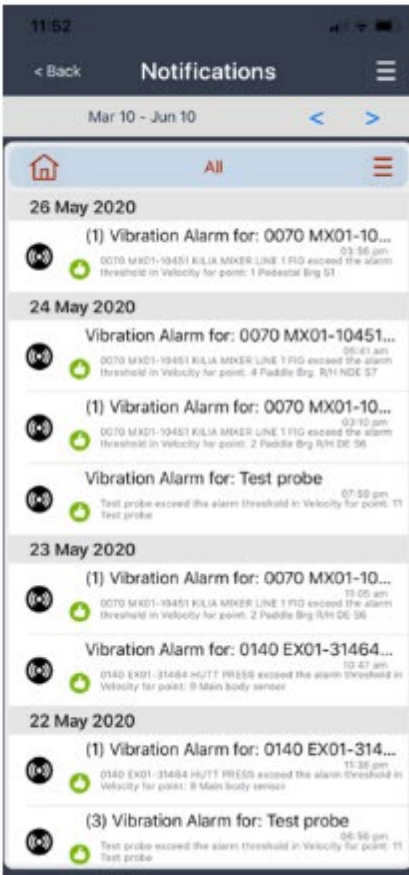 11:52
< Back
Notifications
Mar 10 - Jun 10
<
>
All
26 May 2020
(1) Vibration Alarm for: 0070 MX01-10...
03:56 pm
0070 MX01-10451 KILIA MIXER LINE 1 FIG exceed the alarm
threshold in Velocity for point: 1 Pedestal Brg S1
24 May 2020
Vibration Alarm for: 0070 MX01-10451...
06:41 am
0070 MX01-10451 KILIA MIXER LINE 1 FIG exceed the alarm
threshold in Velocity for point: 4 Paddle Brg R/H NDE S7
(1) Vibration Alarm for: 0070 MX01-10...
03:10 pm
0070 MX01-10451 KILIA MIXER LINE 1 FIG exceed the alarm
threshold in Velocity for point: 2 Paddle Brg R/H DE S6
Vibration Alarm for: Test probe
07:59 pm
Test probe exceed the alarm threshold in Velocity for point: 11
Test probe
23 May 2020
(1) Vibration Alarm for: 0070 MX01-10...
11:05 am
0070 MX01-10451 KILIA MIXER LINE 1 FIG exceed the alarm
threshold in Velocity for point: 2 Paddle Brg R/H DE S6
Vibration Alarm for: 0140 EX01-31464...
10:47 am
0140 EX01-31464 HUTT PRESS exceed the alarm threshold in
Velocity for point: 9 Main body sensor
22 May 2020
(1) Vibration Alarm for: 0140 EX01-314...
11:38 pm
0140 EX01-31464 HUTT PRESS exceed the alarm threshold in
Velocity for point: 9 Main body sensor
(3) Vibration Alarm for: Test probe
06:56 pm
Test probe exceed the alarm threshold in Velocity for point: 11
Test probe